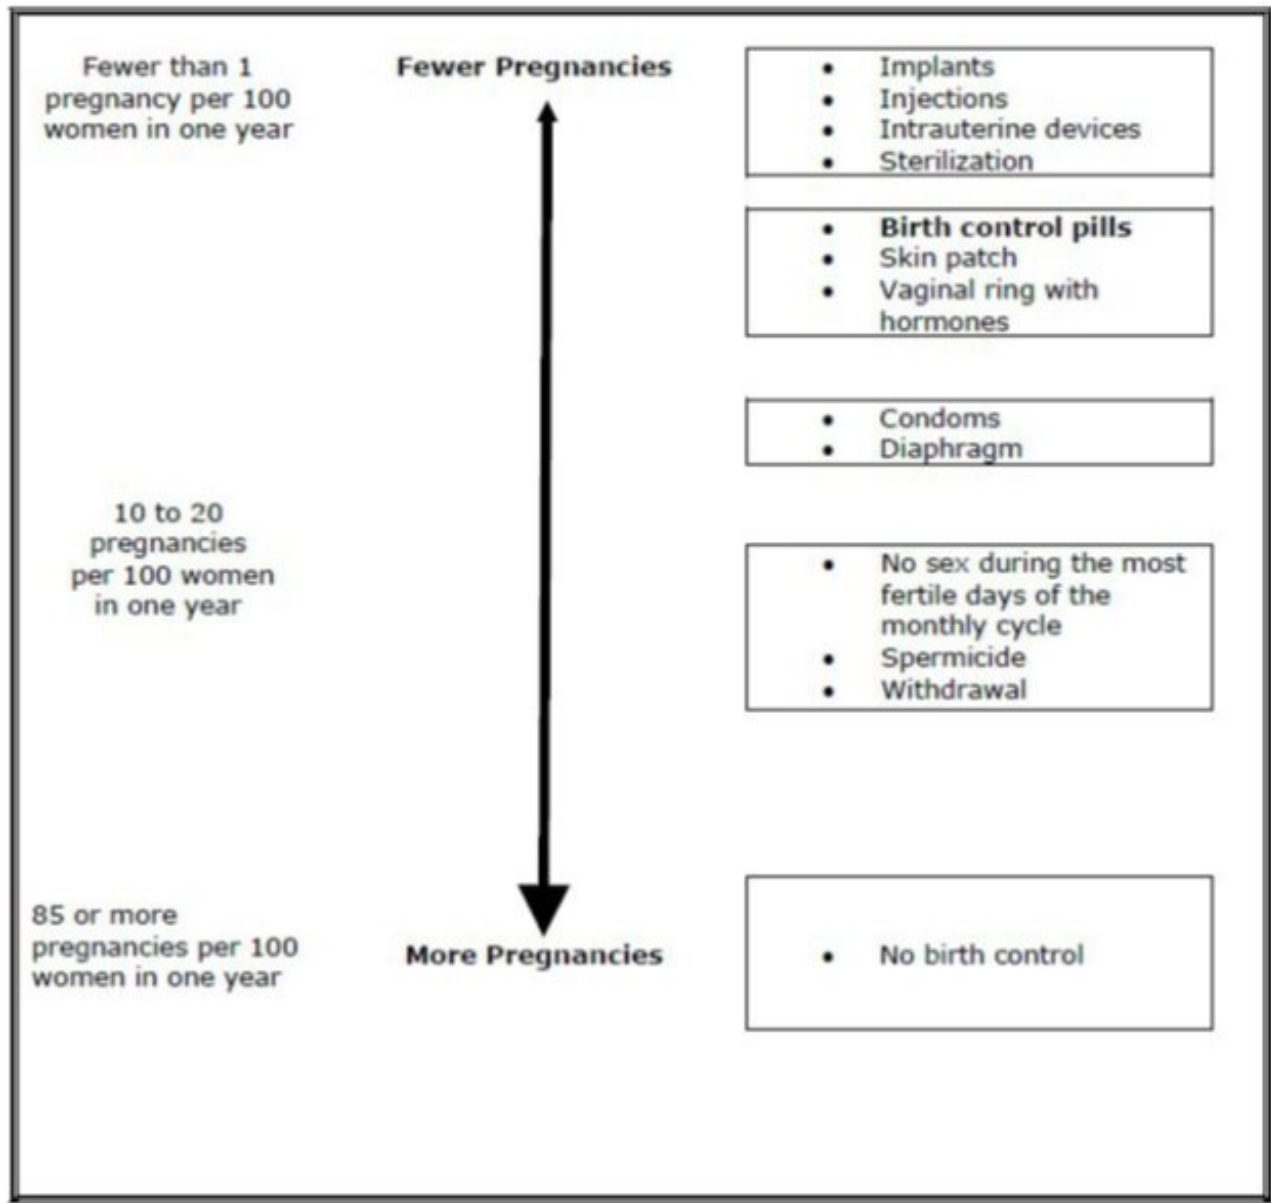 Fewer than 1
pregnancy per 100
women in one year
Fewer Pregnancies
• Implants
• Injections
• Intrauterine devices
• Sterilization
• Birth control pills
• Skin patch
• Vaginal ring with
hormones
• Condoms
• Diaphragm
10 to 20
pregnancies
per 100 women
in one year
• No sex during the most
fertile days of the
monthly cycle
• Spermicide
• Withdrawal
85 or more
pregnancies per 100
women in one year
More Pregnancies
• No birth control